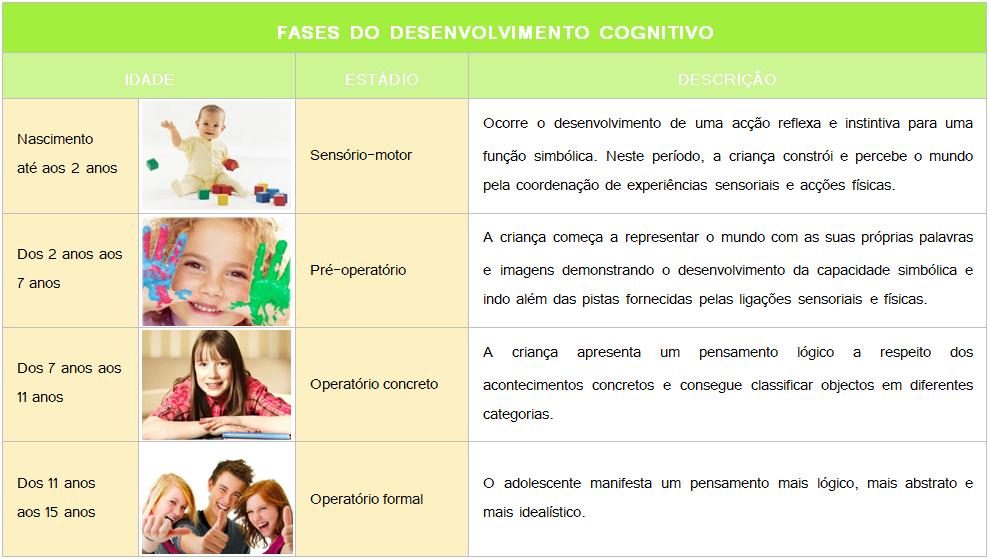 FASES DO DESENVOLVIMENTO COGNITIVO
IDADE
ESTÁDIO
DESCRIÇÃO
Nascimento
até aos 2 anos
Sensório-motor
Ocorre o desenvolvimento de uma acção reflexa e instintiva para uma
função simbólica. Neste período, a criança constrói e percebe o mundo
pela coordenação de experiências sensoriais e acções físicas.
Dos 2 anos aos
7 anos
Pré-operatório
A criança começa a representar o mundo com as suas próprias palavras
e imagens demonstrando o desenvolvimento da capacidade simbólica e
indo além das pistas fornecidas pelas ligações sensoriais e físicas.
Dos 7 anos aos
11 anos
Operatório concreto
A criança apresenta um pensamento lógico a respeito dos
acontecimentos concretos e consegue classificar objectos em diferentes
categorias.
Dos 11 anos
aos 15 anos
Operatório formal
O adolescente manifesta um pensamento mais lógico, mais abstrato e
mais idealístico.